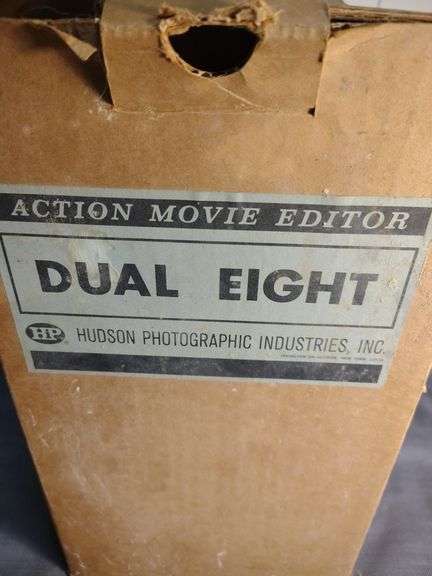 ACTION MOVIE EDITOR
DUAL EIGHT
HP HUDSON PHOTOGRAPHIC INDUSTRIES, INC.